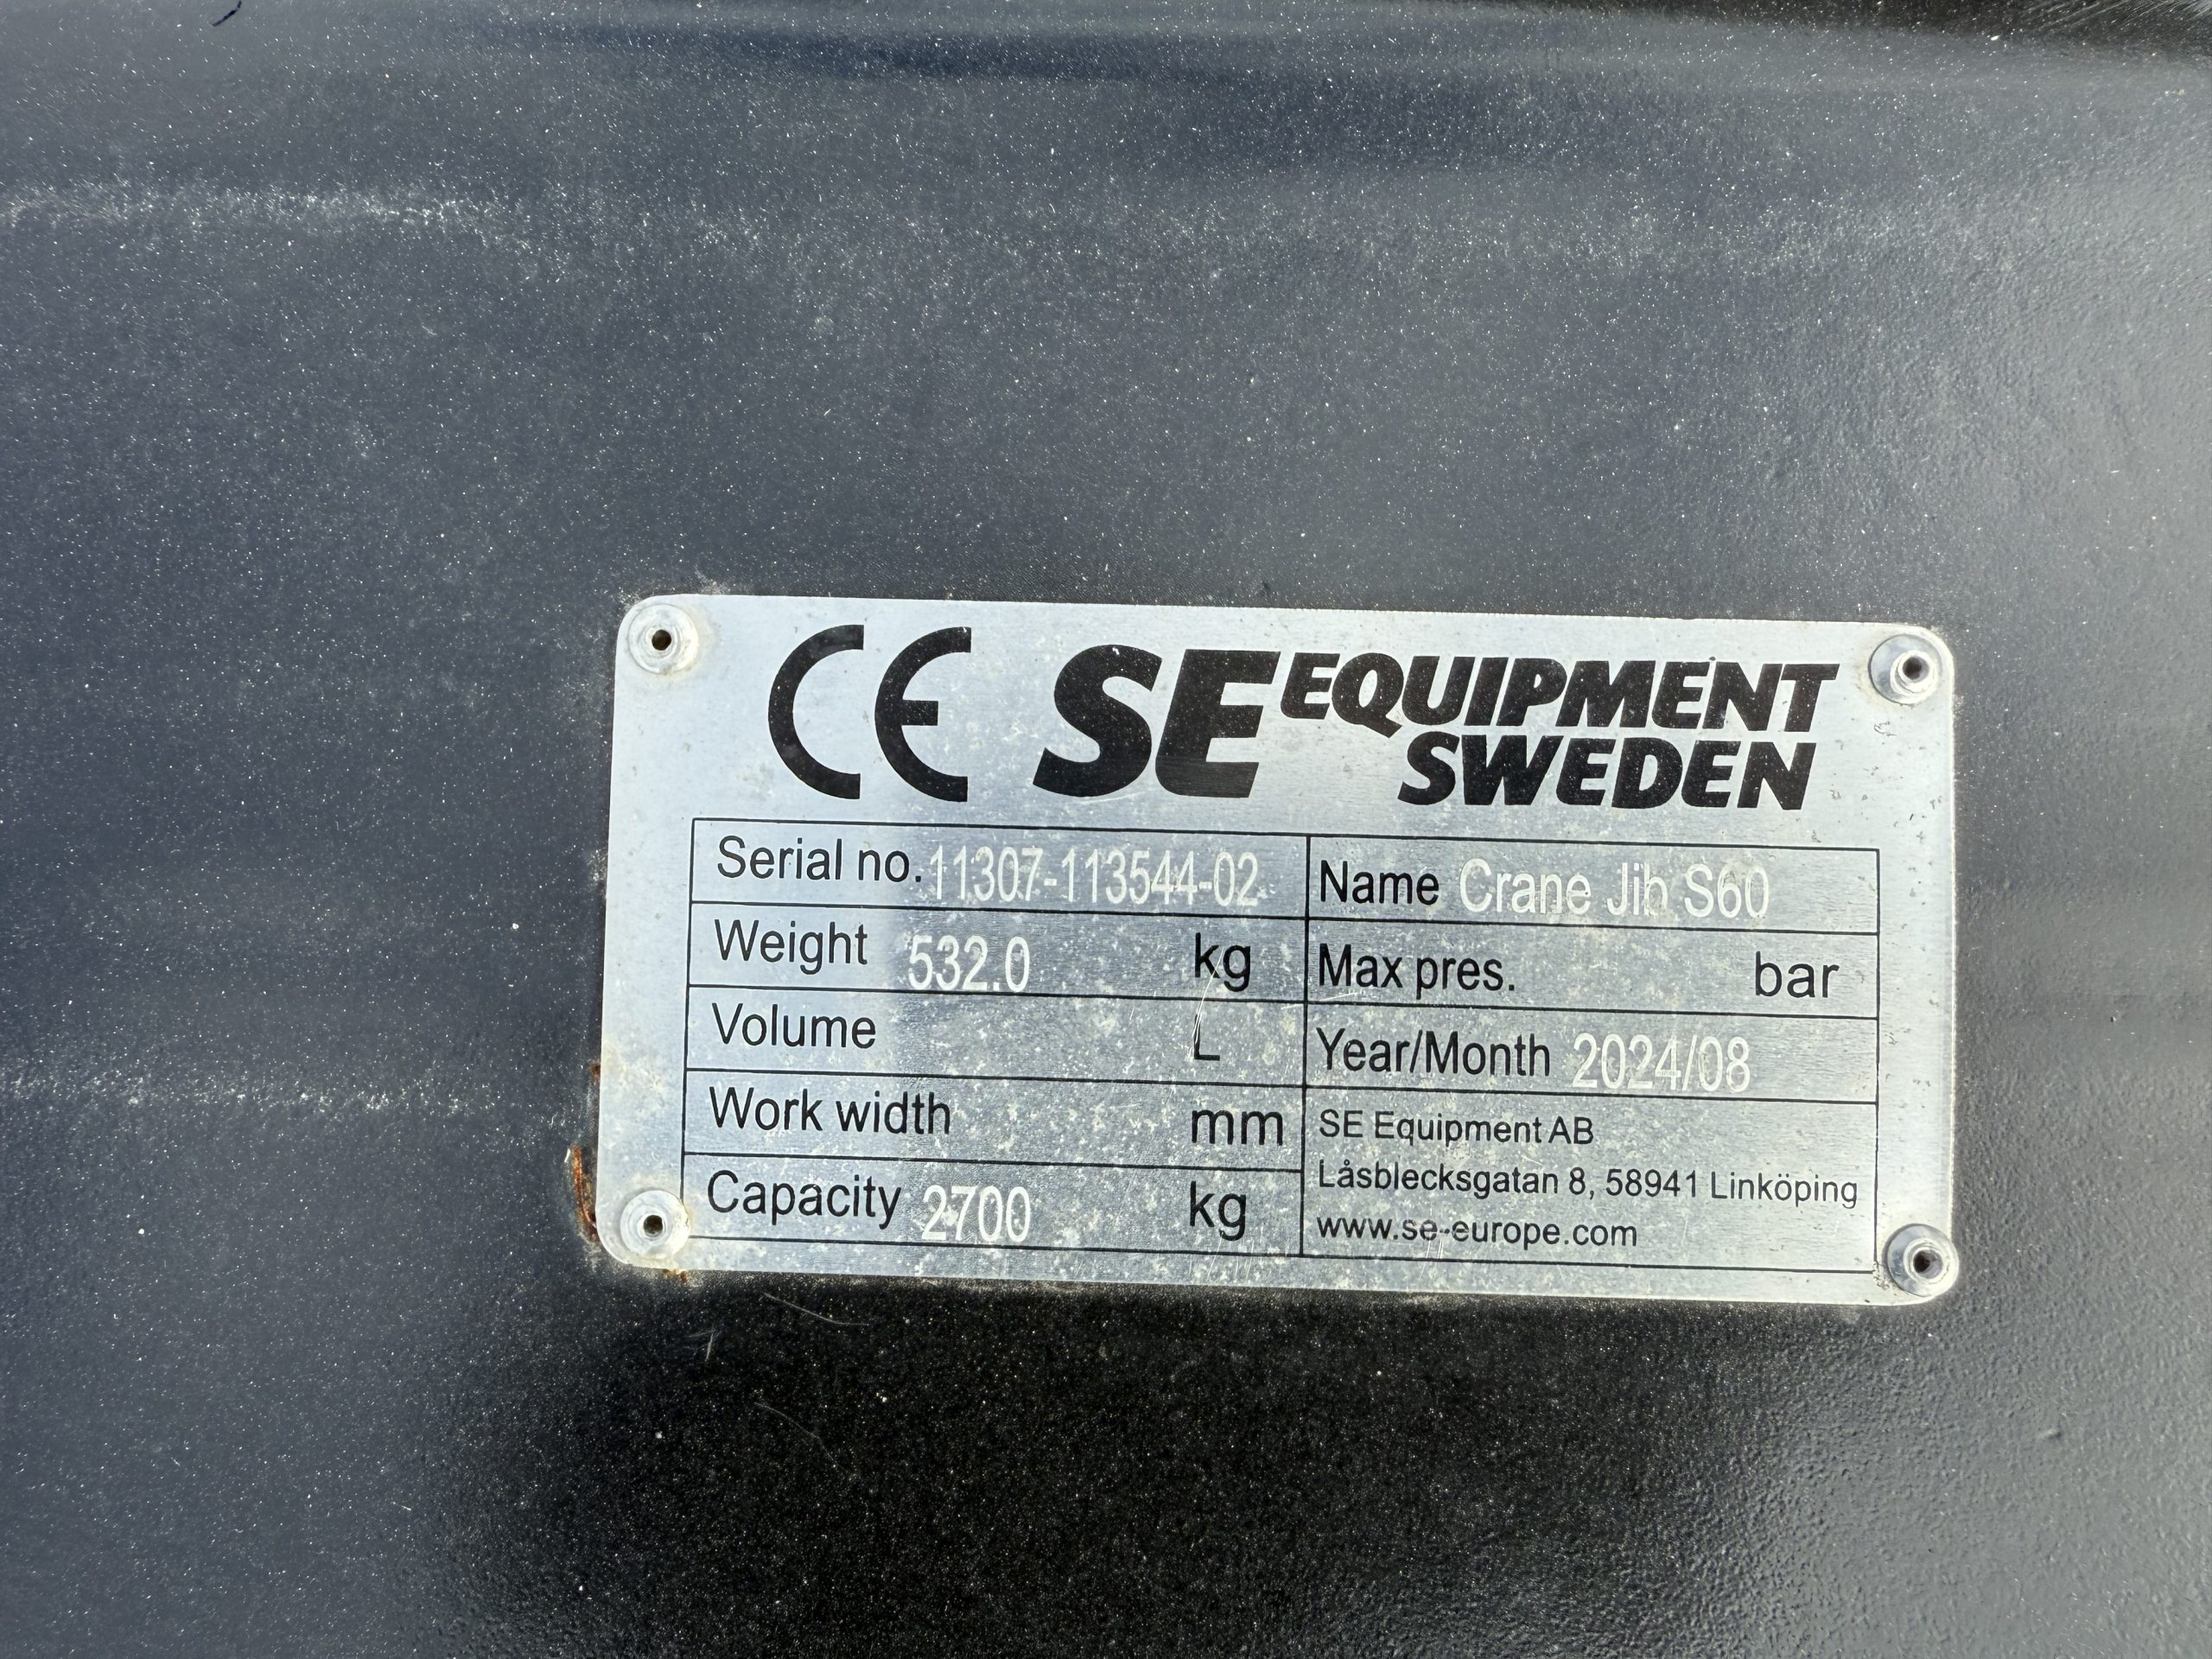 CE SE EQUIPMENT
SWEDEN
Serial no. 11307-113544-02
Weight 532.0 kg
Volume L
Work width mm
Capacity 2700 kg
Name Crane Jib S60
Max pres. bar
Year/Month 2024/08
SE Equipment AB
Låsblecksgatan 8, 58941 Linköping
www.se-europe.com